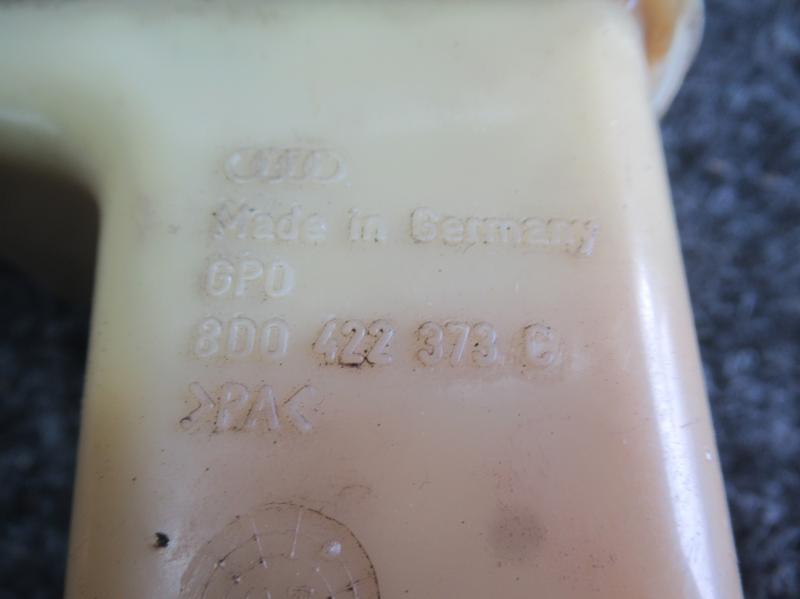 Made in Germany
GPO
8D0 422 373 C
>PA<